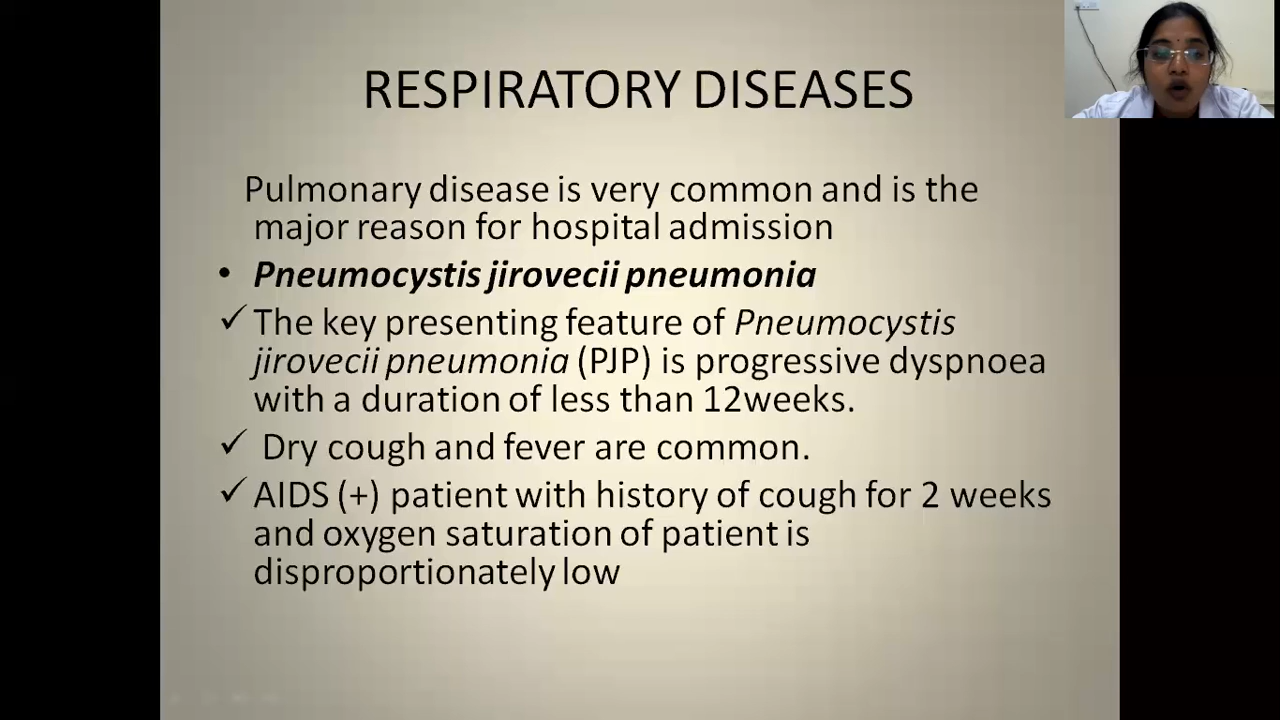 RESPIRATORY DISEASES
Pulmonary disease is very common and is the
major reason for hospital admission
• Pneumocystis jirovecii pneumonia
✓ The key presenting feature of Pneumocystis
jirovecii pneumonia (PJP) is progressive dyspnoea
with a duration of less than 12weeks.
✓ Dry cough and fever are common.
✓ AIDS (+) patient with history of cough for 2 weeks
and oxygen saturation of patient is
disproportionately low